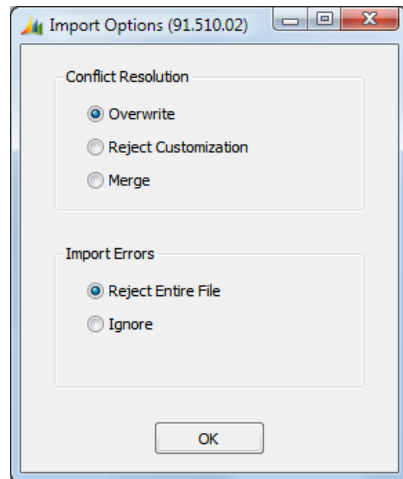 Import Options (91.510.02)
Conflict Resolution
Overwrite
Reject Customization
Merge
Import Errors
Reject Entire File
Ignore
OK